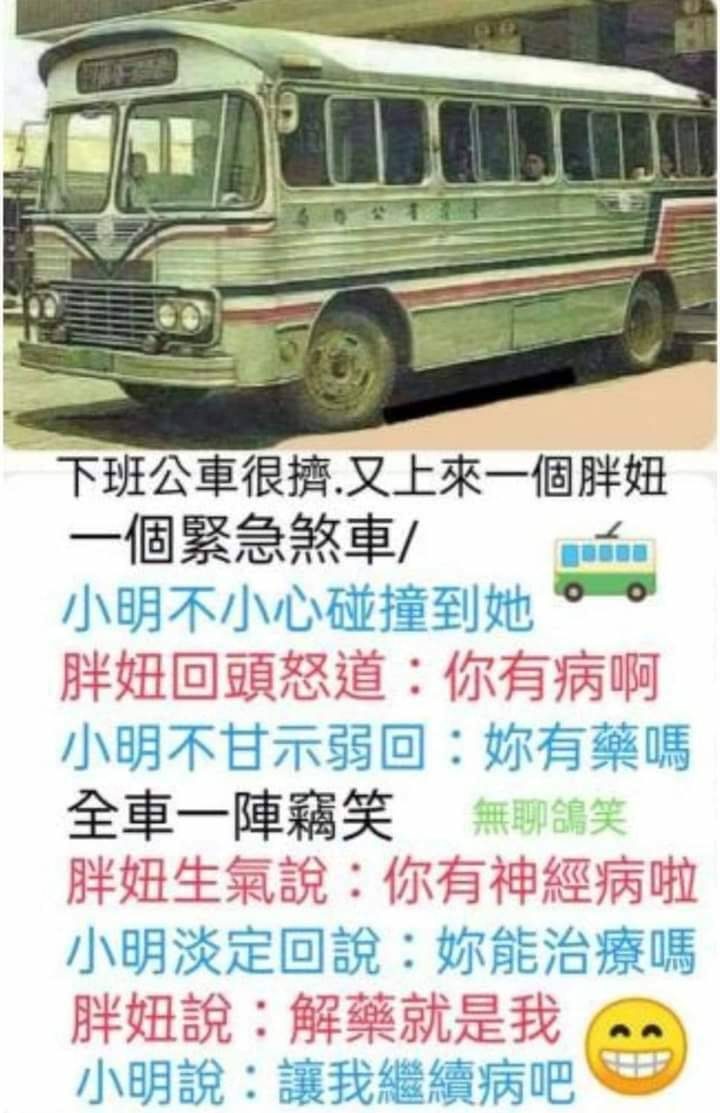 下班公車很擠.又上來一個胖妞
一個緊急煞車/
小明不小心碰撞到她
胖妞回頭怒道：你有病啊
小明不甘示弱回：妳有藥嗎
全車一陣竊笑
無聊鴿笑
胖妞生氣說：你有神經病啦
小明淡定回說：妳能治療嗎
胖妞說：解藥就是我
小明說：讓我繼續病吧